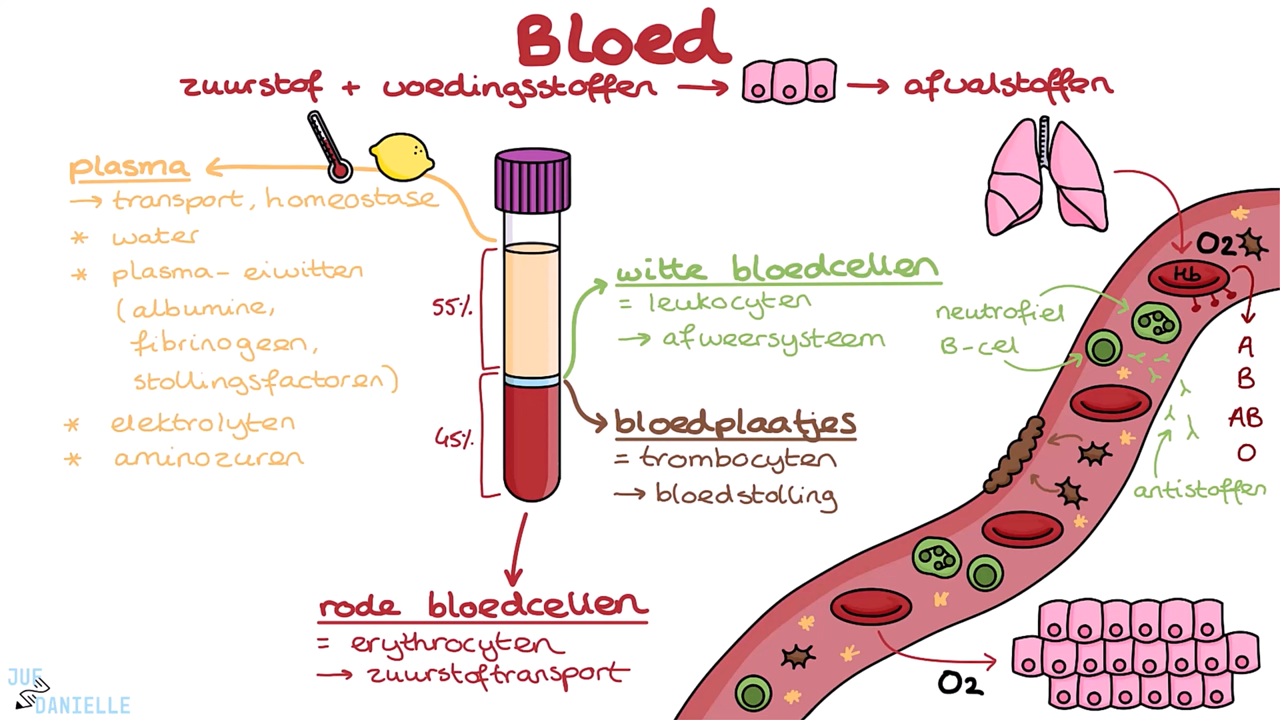 Bloed
zuurstof + voedingsstoffen → → afvalstoffen
plasma
→ transport, homeostase
* water
* plasma-eiwitten
(albumine,
fibrinogeen,
stollingsfactoren)
* elektrolyten
* aminozuren
55%
45%
witte bloedcellen
= leukocyten
→ afweersysteem
bloedplaatjes
= trombocyten
→ bloedstolling
rode bloedcellen
= erythrocyten
→ zuurstoftransport
O2
Hb
neutrofiel
B-cel
A
B
AB
O
antistoffen
O2
JUF
DANIELLE